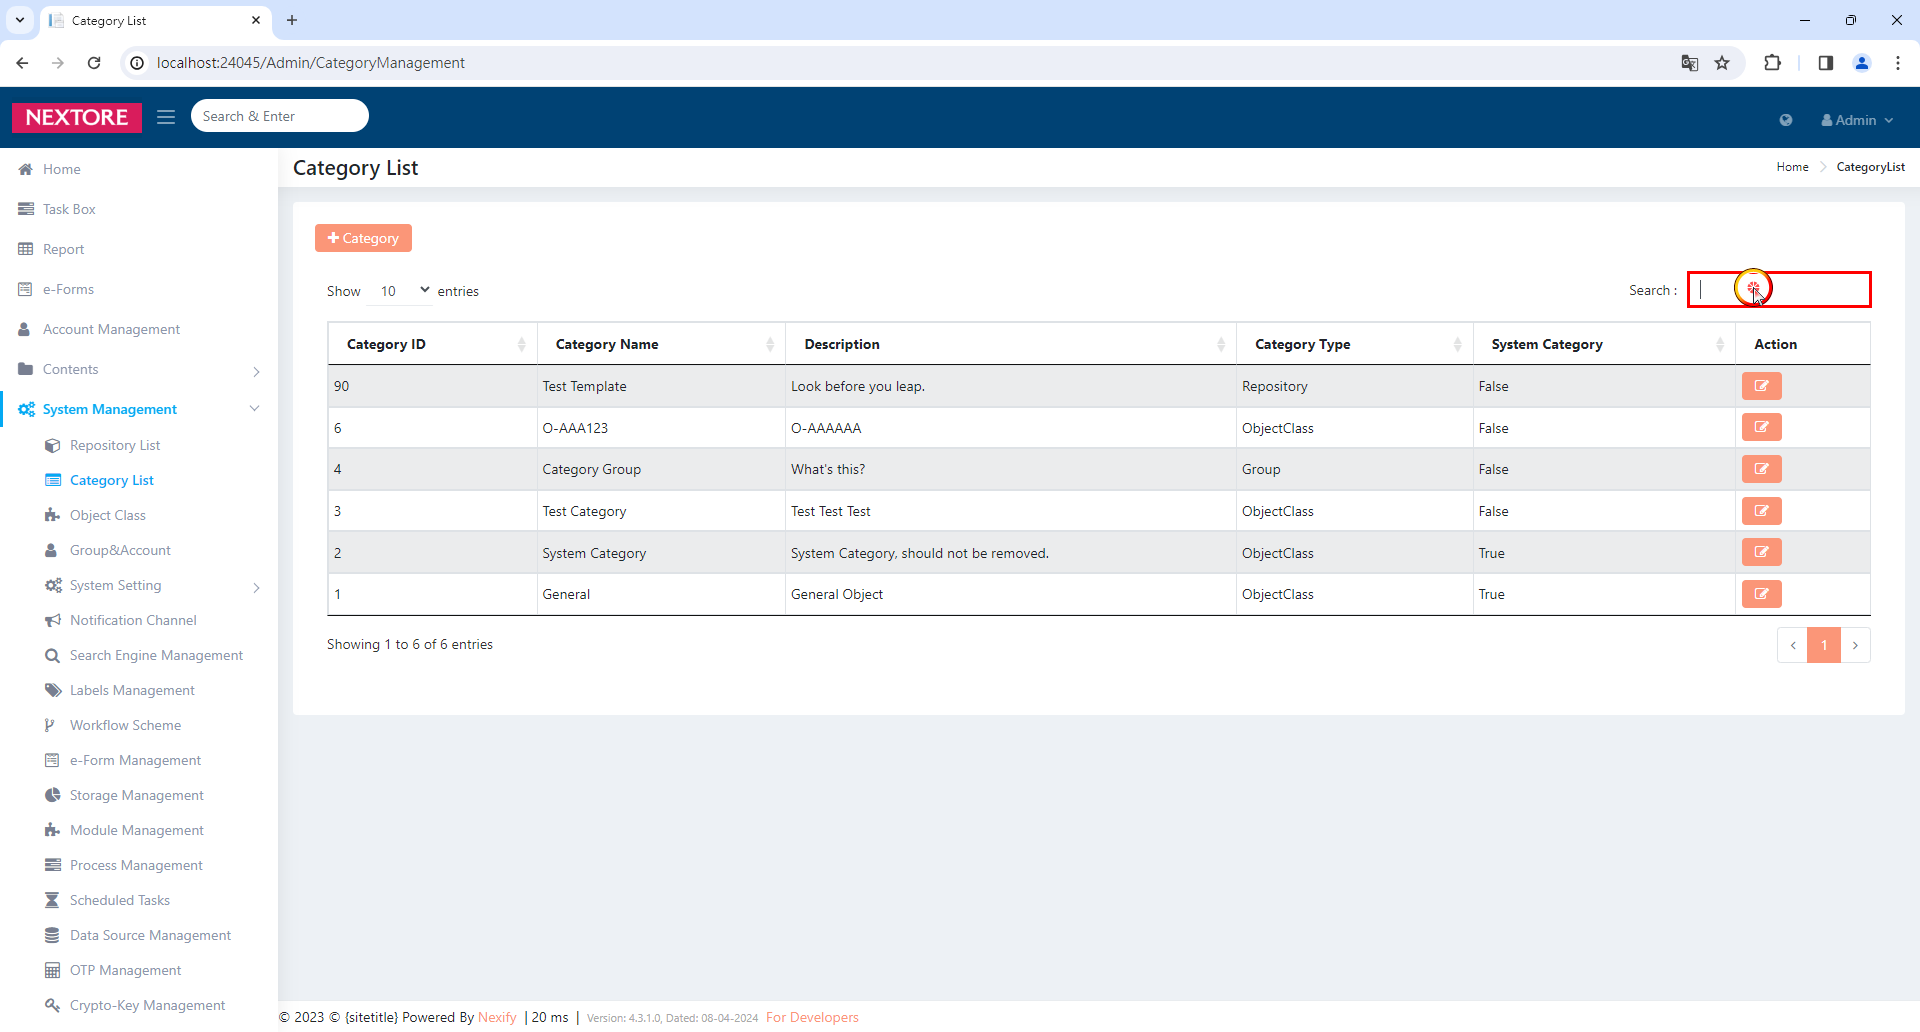 Category List
localhost:24045/Admin/CategoryManagement
NEXTORE
Search & Enter
Admin
Home
Task Box
Report
e-Forms
Account Management
Contents
System Management
Repository List
Category List
Object Class
Group&Account
System Setting
Notification Channel
Search Engine Management
Labels Management
Workflow Scheme
e-Form Management
Storage Management
Module Management
Process Management
Scheduled Tasks
Data Source Management
OTP Management
Crypto-Key Management
Category List
Home CategoryList
Category
Show 10 entries
Search :
Category ID Category Name Description Category Type System Category Action
90 Test Template Look before you leap. Repository False
6 O-AAA123 O-AAAAAA ObjectClass False
4 Category Group What's this? Group False
3 Test Category Test Test Test ObjectClass False
2 System Category System Category, should not be removed. ObjectClass True
1 General General Object ObjectClass True
Showing 1 to 6 of 6 entries
1
© 2023 © {sitetitle} Powered By Nexify | 20 ms | Version: 4.3.1.0, Dated: 08-04-2024 For Developers